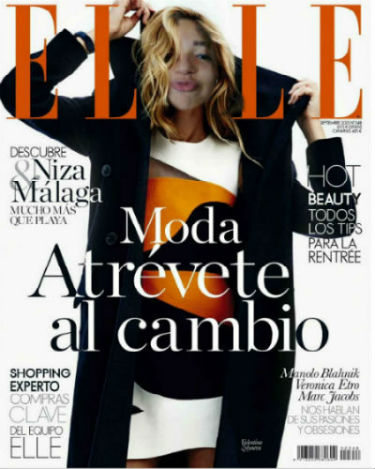 ELLE
DESCUBRE
& Niza
Málaga
MUCHO MÁS
QUE PLAYA
HOT
BEAUTY
TODOS
LOS TIPS
PARA LA
RENTRÉE
Moda
Atrévete
al cambio
SHOPPING
EXPERTO
COMPRAS
CLAVE
DEL EQUIPO
ELLE
Manolo Blahnik
Veronica Etro
Marc Jacobs
NOS HABLAN
DE SUS PASIONES
Y OBSESIONES